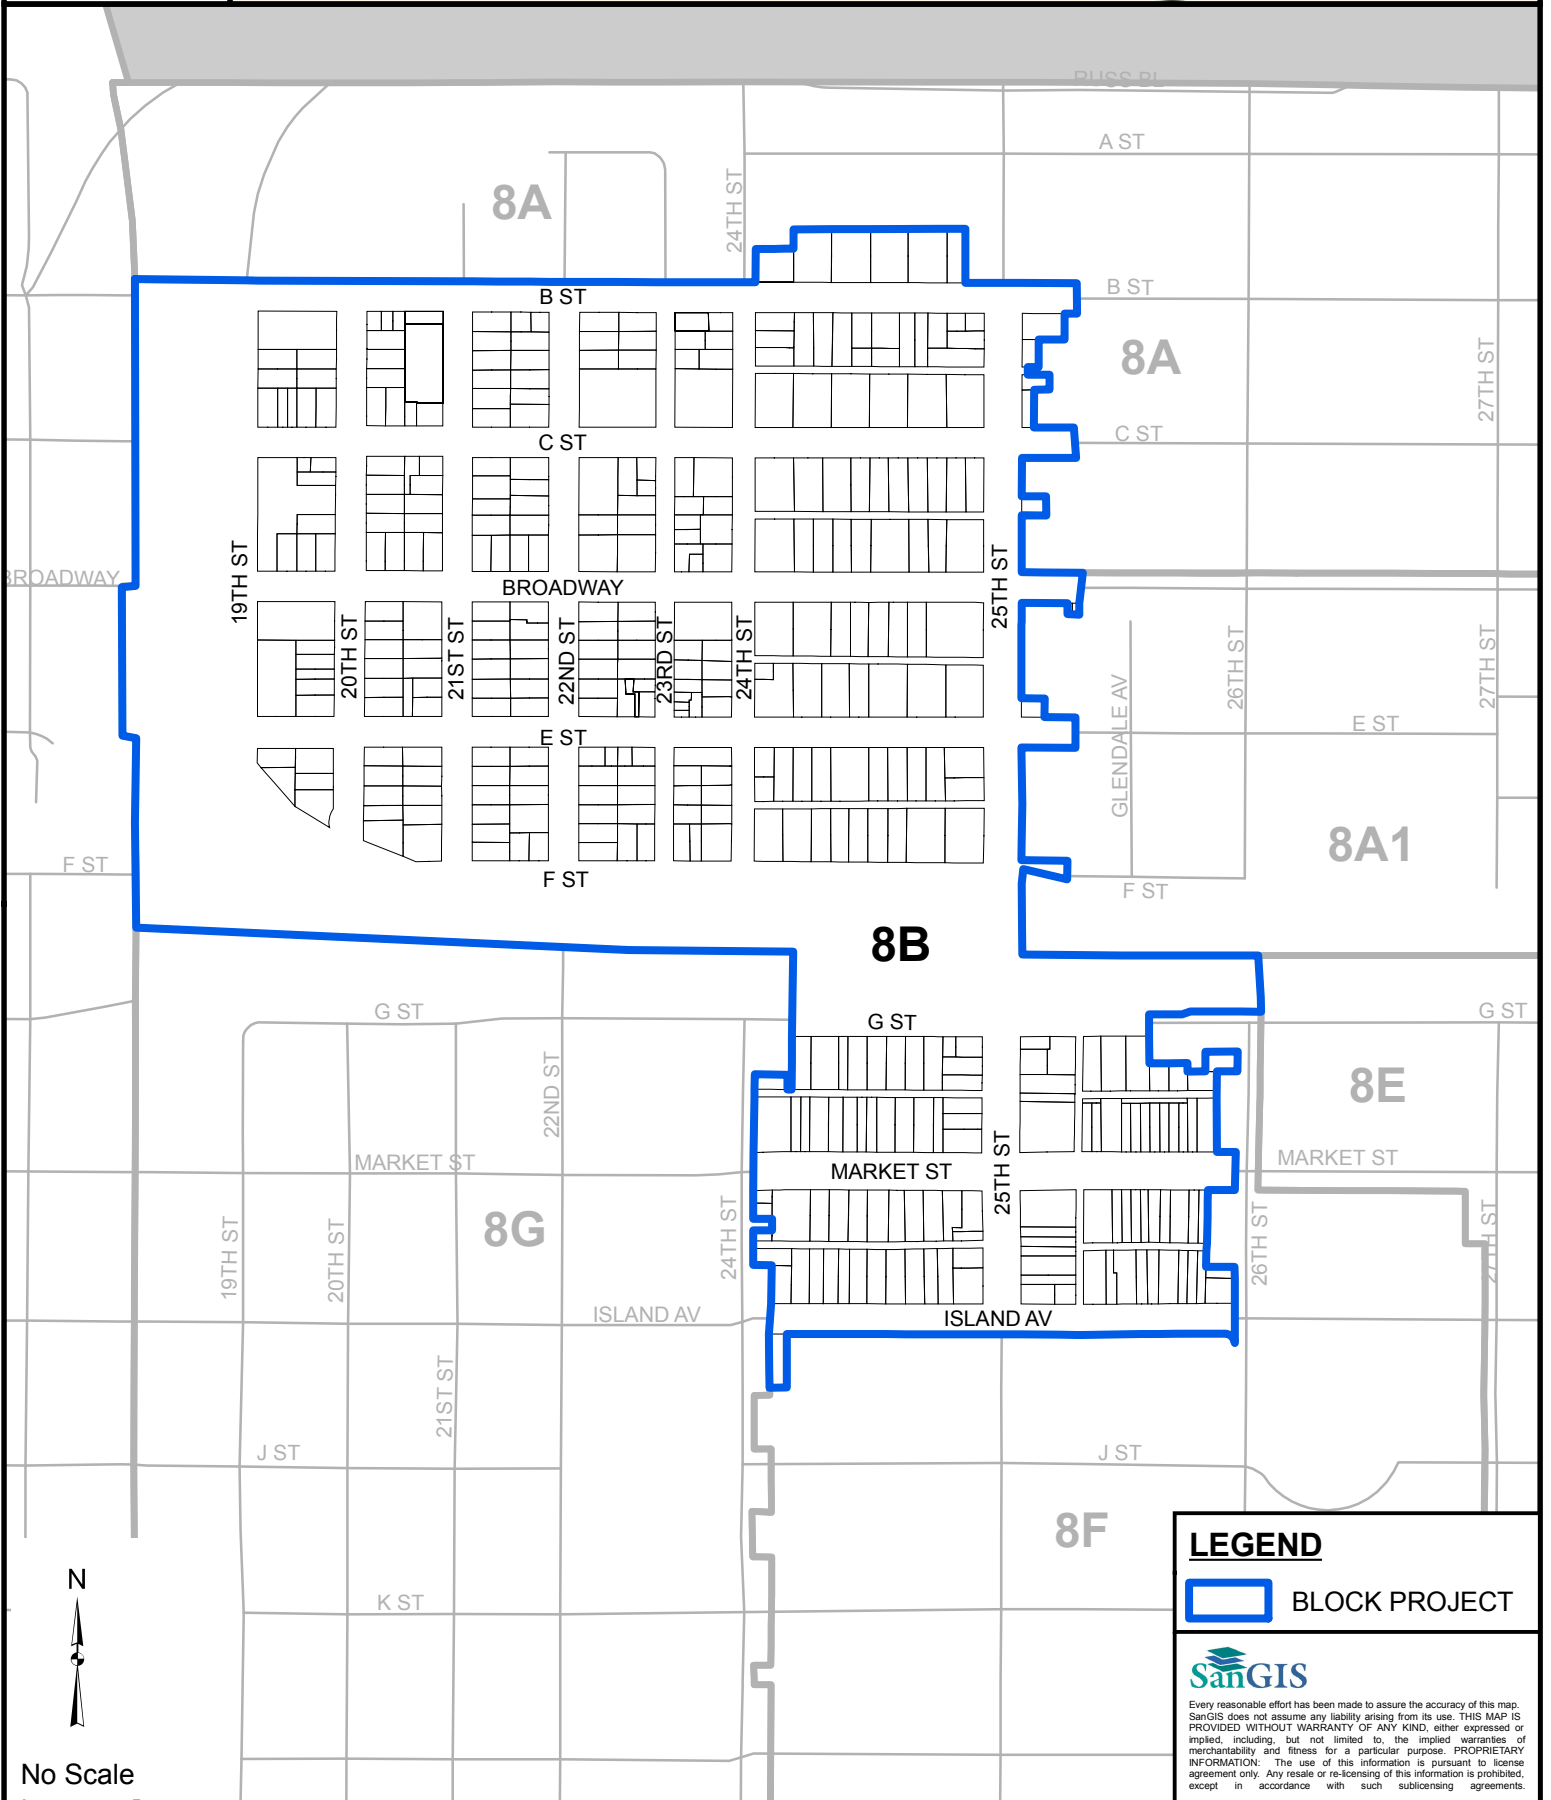 RUSS BL
A ST
8A
24TH ST
B ST
B ST
8A
27TH ST
C ST
C ST
19TH ST
BROADWAY
BROADWAY
25TH ST
20TH ST
21ST ST
22ND ST
23RD ST
24TH ST
26TH ST
27TH ST
GLENDALE AV
E ST
E ST
8A1
F ST
F ST
F ST
8B
G ST
G ST
G ST
22ND ST
8E
MARKET ST
MARKET ST
MARKET ST
25TH ST
19TH ST
20TH ST
8G
24TH ST
26TH ST
27TH ST
ISLAND AV
ISLAND AV
21ST ST
J ST
J ST
8F
K ST
N
No Scale
LEGEND
BLOCK PROJECT
SanGIS
Every reasonable effort has been made to assure the accuracy of this map.
SanGIS does not assume any liability arising from its use. THIS MAP IS
PROVIDED WITHOUT WARRANTY OF ANY KIND, either expressed or
implied, including, but not limited to, the implied warranties of
merchantability and fitness for a particular purpose. PROPRIETARY
INFORMATION: The use of this information is pursuant to license
agreement only. Any resale or re-licensing of this information is prohibited,
except in accordance with such sublicensing agreements.